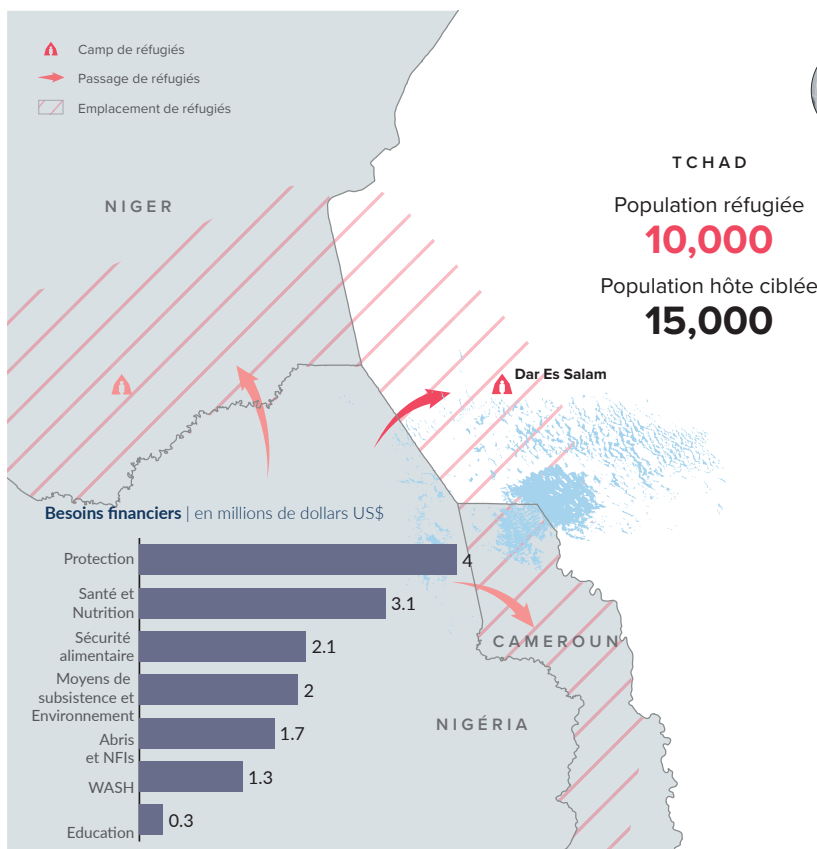 Camp de réfugiés
Passage de réfugiés
Emplacement de réfugiés
TCHAD
Population réfugiée
10,000
Population hôte ciblée
15,000
NIGER
Dar Es Salam
Besoins financiers | en millions de dollars US$
Protection
4
Santé et
Nutrition
3.1
Sécurité
alimentaire
2.1
Moyens de
subsistence et
Environnement
2
Abris
et NFIs
1.7
WASH
1.3
Education
0.3
CAMEROUN
NIGÉRIA